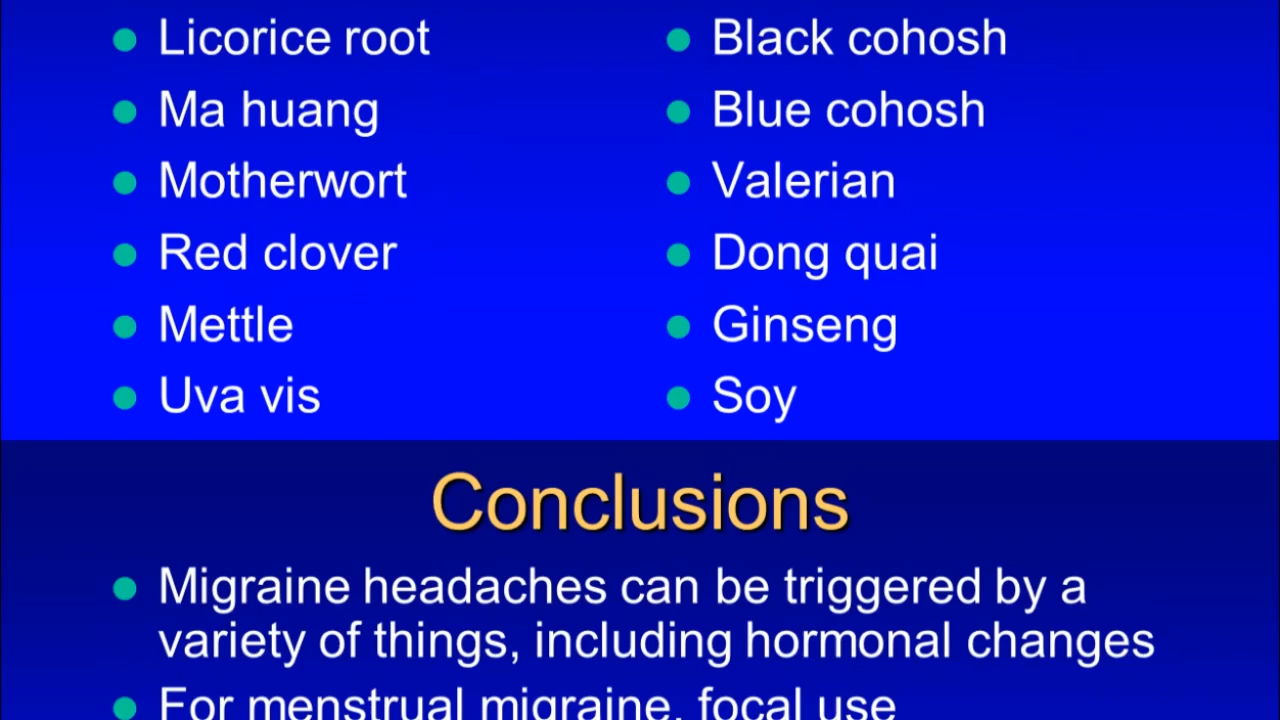 Licorice root
Ma huang
Motherwort
Red clover
Mettle
Uva vis
Black cohosh
Blue cohosh
Valerian
Dong quai
Ginseng
Soy
Conclusions
Migraine headaches can be triggered by a
variety of things, including hormonal changes
For menstrual migraine, focal use